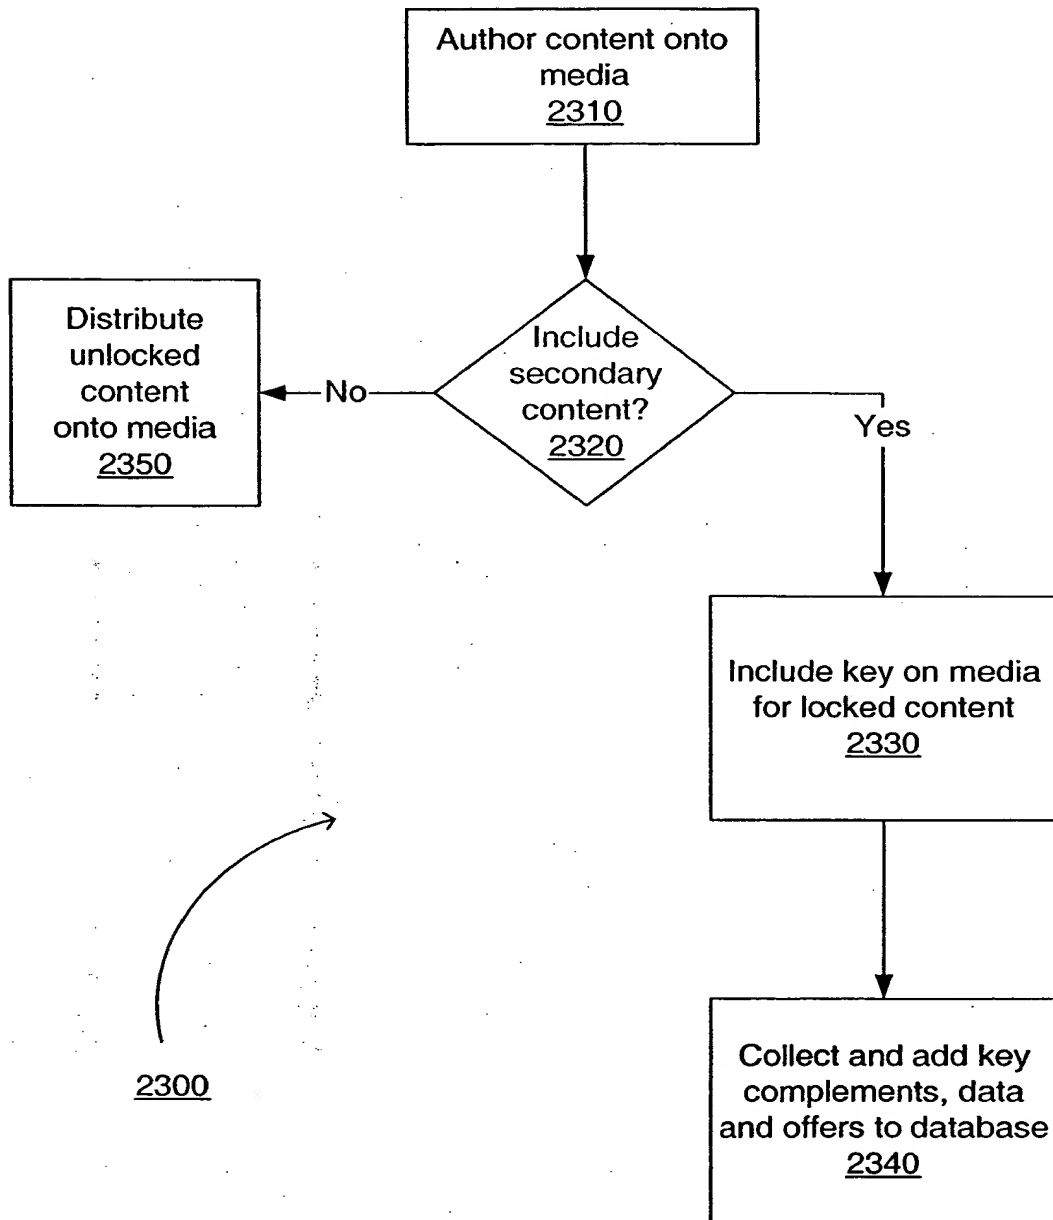 Author content onto
media
2310
Distribute
unlocked
content
onto media
2350
No
Include
secondary
content?
2320
Yes
Include key on media
for locked content
2330
2300
Collect and add key
complements, data
and offers to database
2340